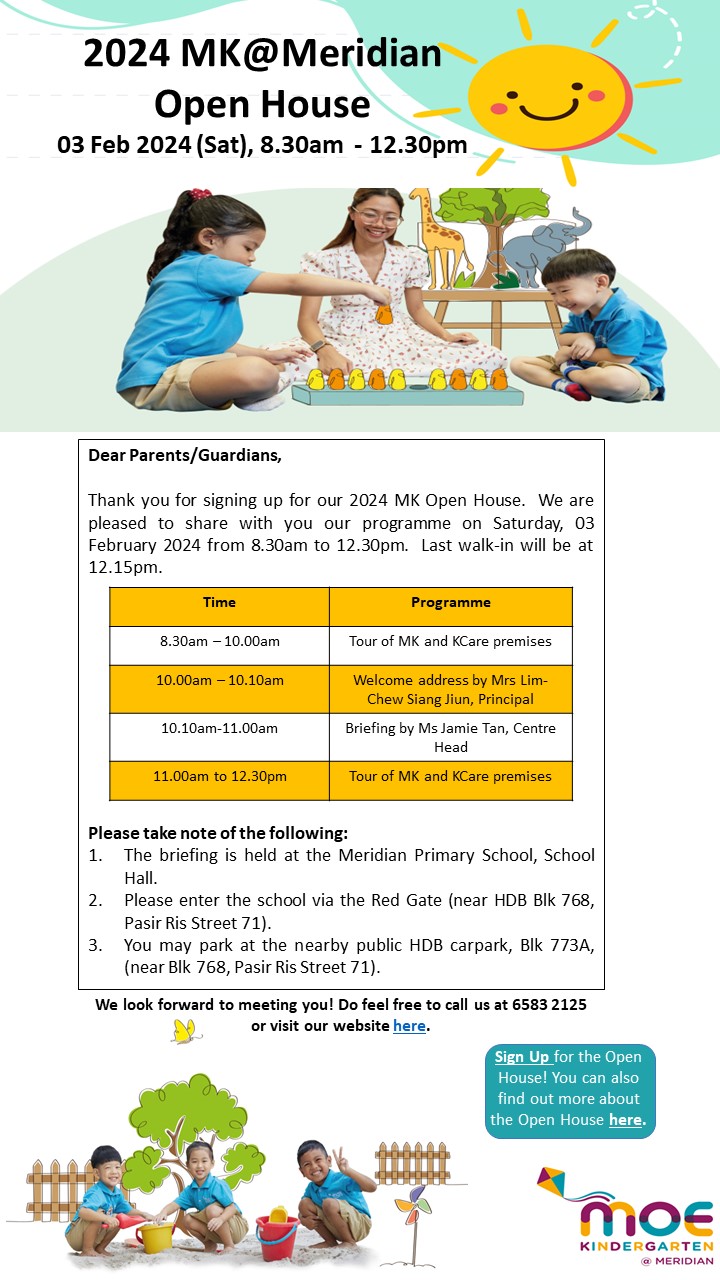 2024 MK@Meridian
Open House
03 Feb 2024 (Sat), 8.30am - 12.30pm
Dear Parents/Guardians,
Thank you for signing up for our 2024 MK Open House. We are
pleased to share with you our programme on Saturday, 03
February 2024 from 8.30am to 12.30pm. Last walk-in will be at
12.15pm.
Time Programme
8.30am – 10.00am Tour of MK and KCare premises
10.00am – 10.10am Welcome address by Mrs Lim-
Chew Siang Jiun, Principal
10.10am-11.00am Briefing by Ms Jamie Tan, Centre
Head
11.00am to 12.30pm Tour of MK and KCare premises
Please take note of the following:
1. The briefing is held at the Meridian Primary School, School
Hall.
2. Please enter the school via the Red Gate (near HDB Blk 768,
Pasir Ris Street 71).
3. You may park at the nearby public HDB carpark, Blk 773A,
(near Blk 768, Pasir Ris Street 71).
We look forward to meeting you! Do feel free to call us at 6583 2125
or visit our website here.
Sign Up for the Open
House! You can also
find out more about
the Open House here.
moe
KINDERGARTEN
@ MERIDIAN